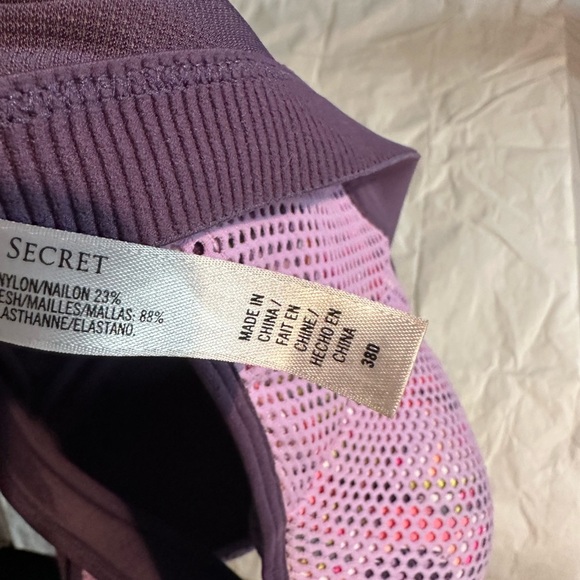 SECRET
NYLON/NAILON 23%
ESH/MAILLES/MALLAS: 88%
ASTHANNE/ELASTANO.
MADE IN
CHINA/
FAIT EN
CHINE/
HECHO EN
CHINA
38D